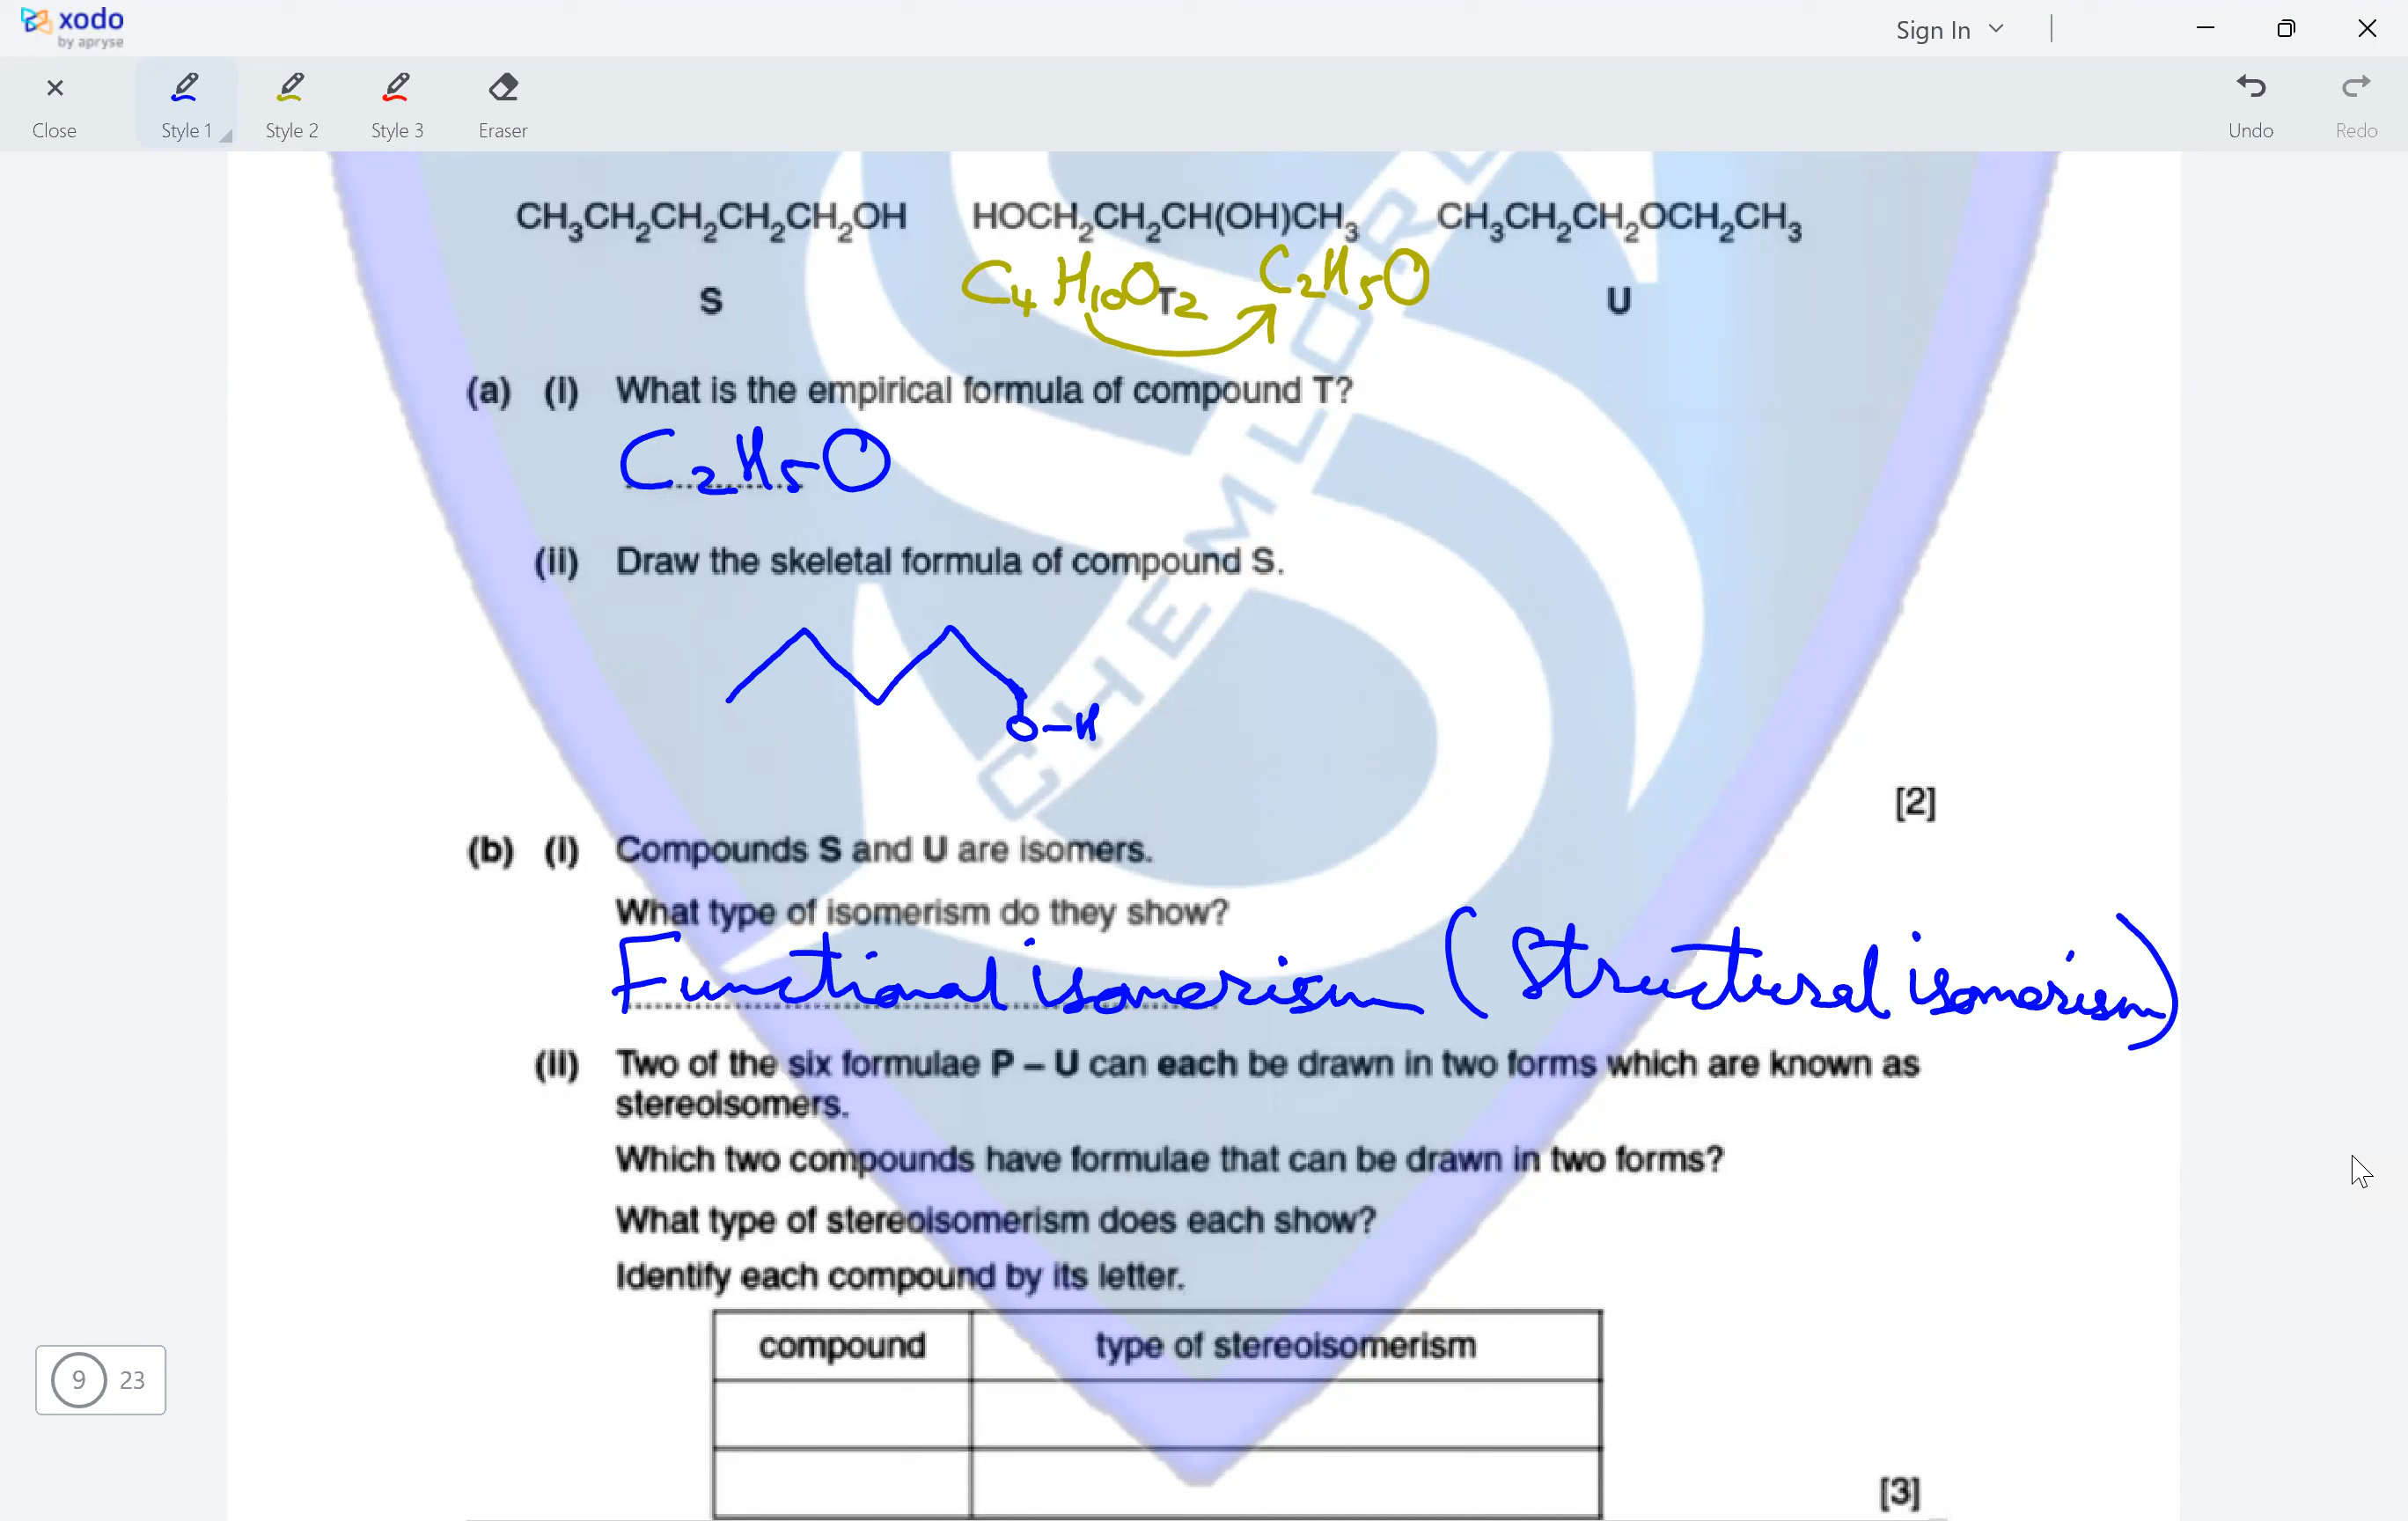 xodo
by apryse
Sign In
Close
Style 1
Style 2
Style 3
Eraser
Undo
Redo
CH₃CH₂CH₂CH₂CH₂OH HOCH₂CH₂CH(OH)CH₃ CH₃CH₂CH₂OCH₂CH₃
C₄H₁₀O₂ C₂H₅O
S T U
(a) (i) What is the empirical formula of compound T?
C₂H₅O
(ii) Draw the skeletal formula of compound S.
O-H
[2]
(b) (i) Compounds S and U are isomers.
What type of isomerism do they show?
Functional isomerism (Structural isomerism)
(ii) Two of the six formulae P – U can each be drawn in two forms which are known as
stereoisomers.
Which two compounds have formulae that can be drawn in two forms?
What type of stereoisomerism does each show?
Identify each compound by its letter.
compound type of stereoisomerism
[3]
9 23
CHEMLOR